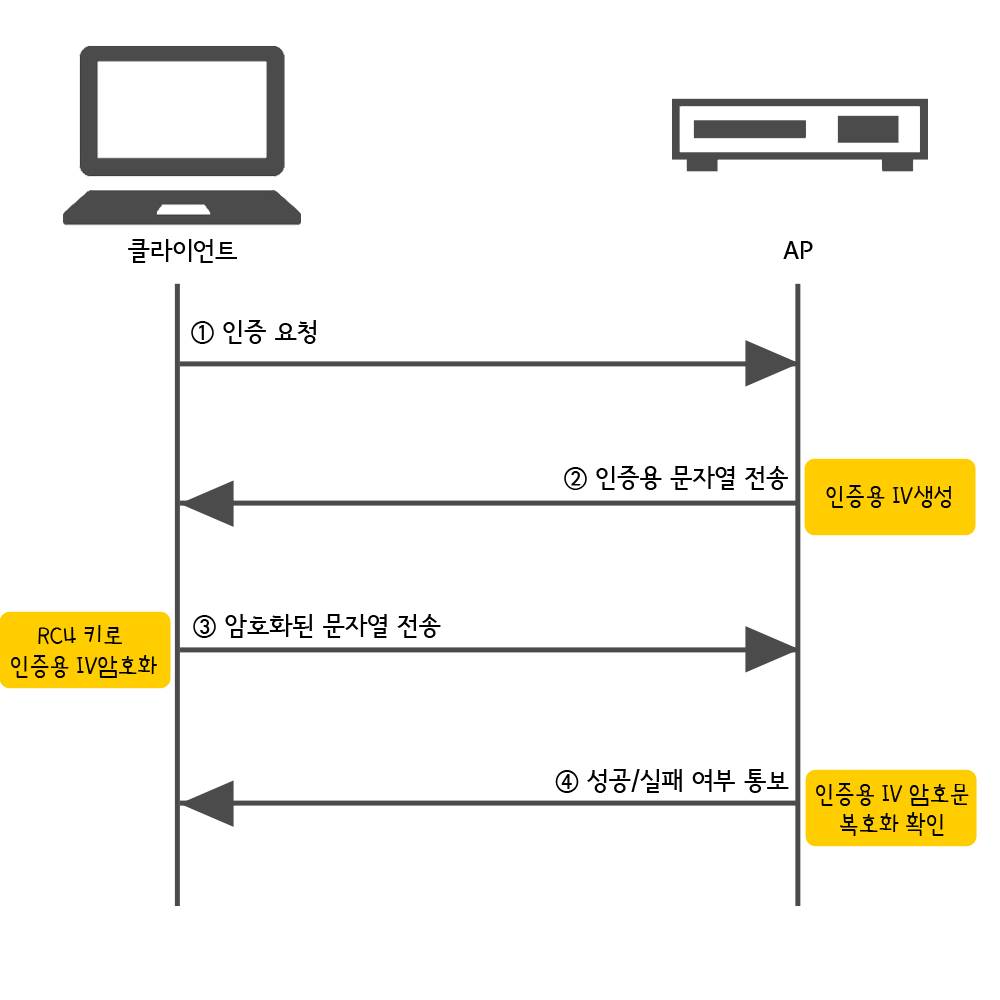 클라이언트
AP
① 인증 요청
② 인증용 문자열 전송
인증용 IV생성
RC4 키로
인증용 IV암호화
③ 암호화된 문자열 전송
④ 성공/실패 여부 통보
인증용 IV 암호문
복호화 확인